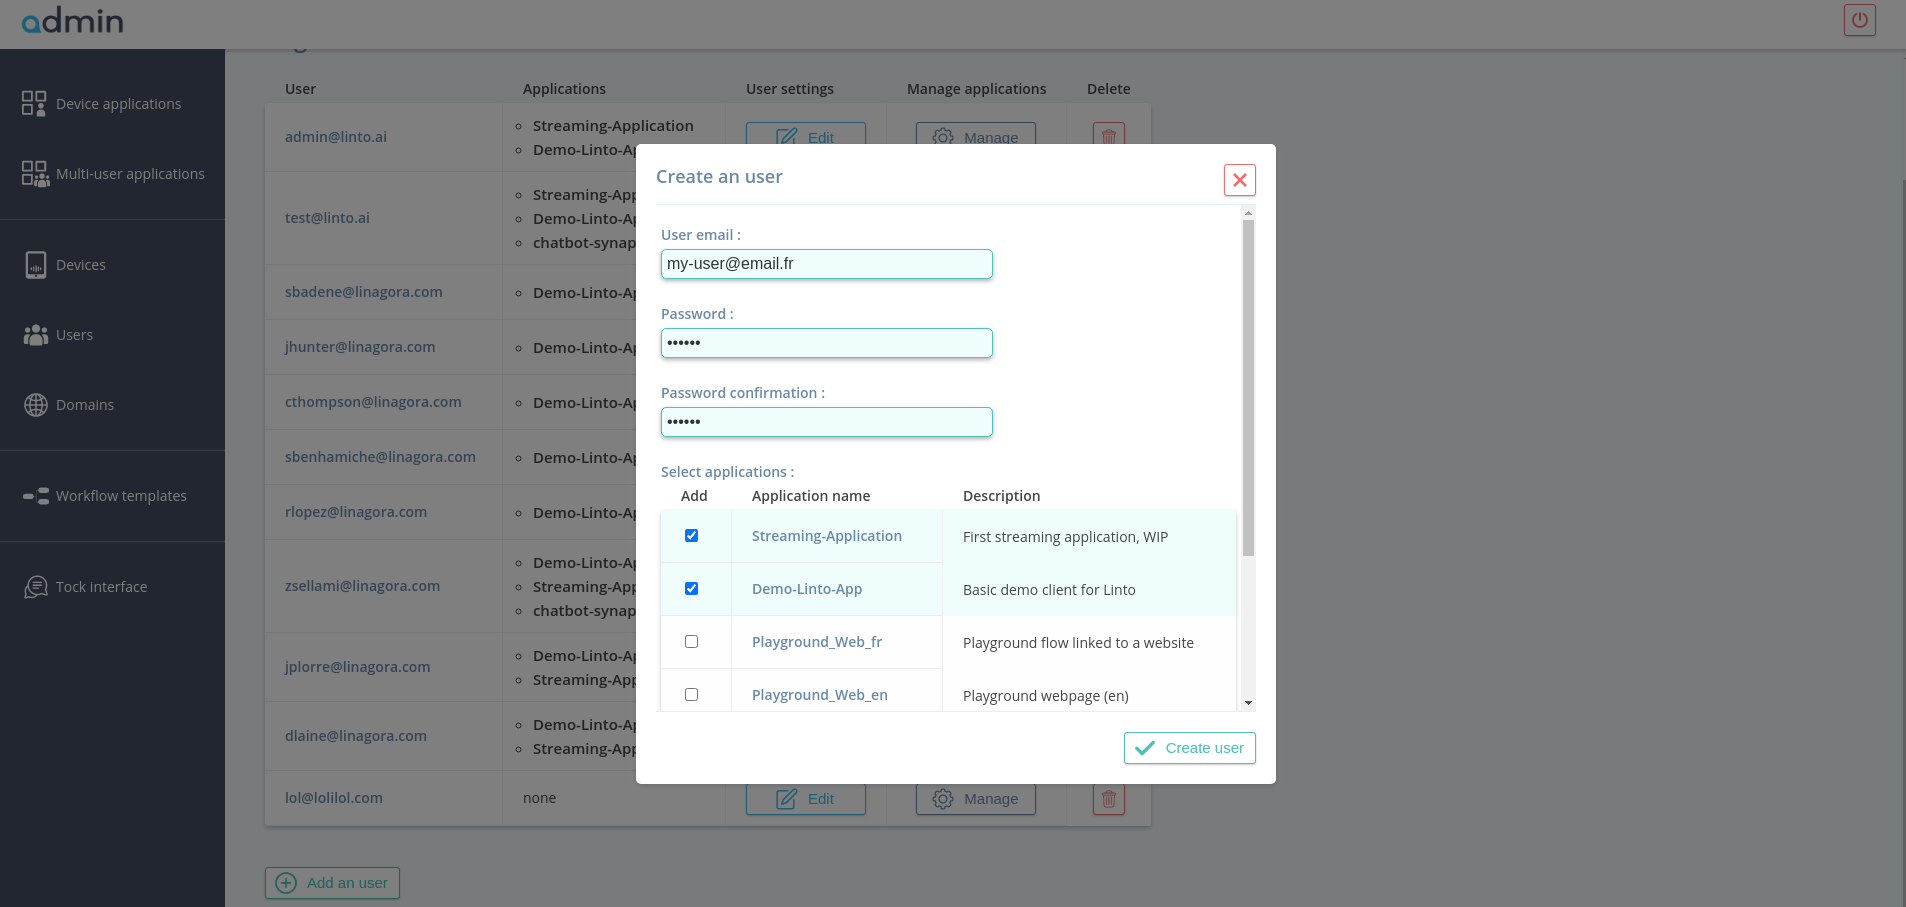 admin
Device applications
Multi-user applications
Devices
Users
Domains
Workflow templates
Tock interface
User Applications User settings Manage applications Delete
admin@linto.ai
Streaming-Application
Demo-Linto-Ap
Edit Manage
test@linto.ai
Streaming-App
Demo-Linto-Ap
chatbot-synap
sbadene@linagora.com Demo-Linto-Ap
jhunter@linagora.com Demo-Linto-Ap
cthompson@linagora.com Demo-Linto-Ap
sbenhamiche@linagora.com Demo-Linto-Ap
rlopez@linagora.com Demo-Linto-Ap
zsellami@linagora.com
Demo-Linto-Ap
Streaming-App
chatbot-synap
jplorre@linagora.com
Demo-Linto-Ap
Streaming-App
dlaine@linagora.com
Demo-Linto-Ap
Streaming-App
lol@lolilol.com none Edit Manage
Add an user
Create an user
User email :
my-user@email.fr
Password :
••••••
Password confirmation :
••••••
Select applications :
Add Application name Description
Streaming-Application First streaming application, WIP
Demo-Linto-App Basic demo client for Linto
Playground_Web_fr Playground flow linked to a website
Playground_Web_en Playground webpage (en)
Create user